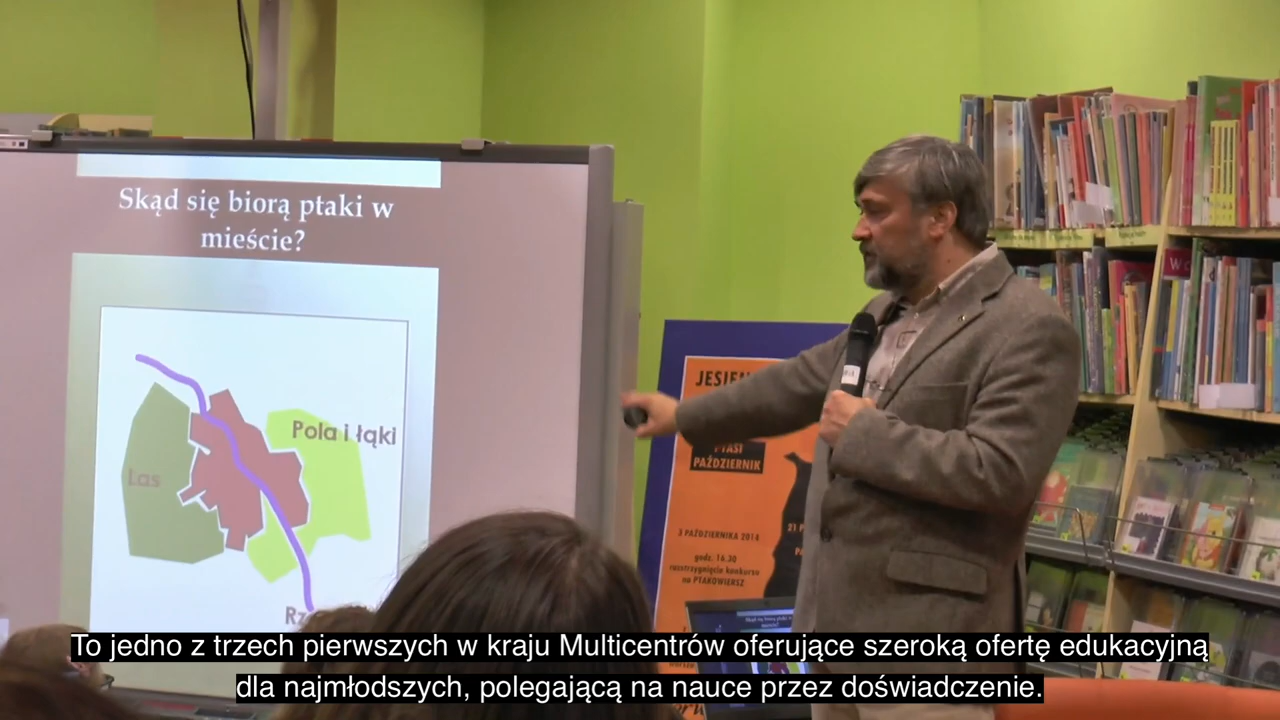 Skąd się biorą ptaki w
mieście?
Pola i łąki
Las
PTASI
PAŹDZIERNIK
3 PAŹDZIERNIKA 2014
godz. 16.30
rozstrzygnięcie konkursu
na PTAKOWIERSZ
To jedno z trzech pierwszych w kraju Multicentrów oferujące szeroką ofertę edukacyjną
dla najmłodszych, polegającą na nauce przez doświadczenie.